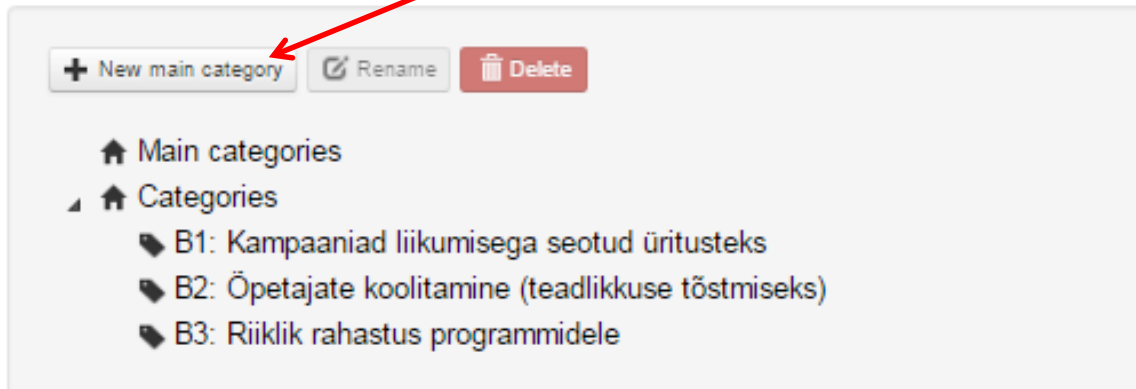 New main category Rename Delete
Main categories
Categories
B1: Kampaaniad liikumisega seotud üritusteks
B2: Õpetajate koolitamine (teadlikkuse tõstmiseks)
B3: Riiklik rahastus programmidele